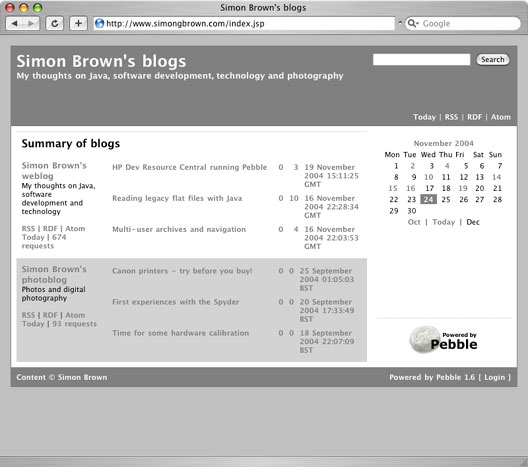 Simon Brown's blogs
http://www.simongbrown.com/index.jsp
Google
Simon Brown's blogs
My thoughts on Java, software development, technology and photography
Search
Today | RSS | RDF | Atom
Summary of blogs
Simon Brown's
weblog
My thoughts on Java,
software
development and
technology
RSS | RDF | Atom
Today | 674
requests
HP Dev Resource Central running Pebble 0 3 19 November
2004 15:11:25
GMT
Reading legacy flat files with Java 0 10 16 November
2004 22:28:34
GMT
Multi-user archives and navigation 0 4 16 November
2004 22:03:53
GMT
Simon Brown's
photoblog
Photos and digital
photography
RSS | RDF | Atom
Today | 93 requests
Canon printers - try before you buy! 0 0 25 September
2004 01:05:03
BST
First experiences with the Spyder 0 0 20 September
2004 17:33:49
BST
Time for some hardware calibration 0 0 18 September
2004 22:07:09
BST
November 2004
Mon Tue Wed Thu Fri Sat Sun
1 2 3 4 5 6 7
8 9 10 11 12 13 14
15 16 17 18 19 20 21
22 23 24 25 26 27 28
29 30
Oct | Today | Dec
Powered by
Pebble
Content © Simon Brown
Powered by Pebble 1.6 [ Login ]